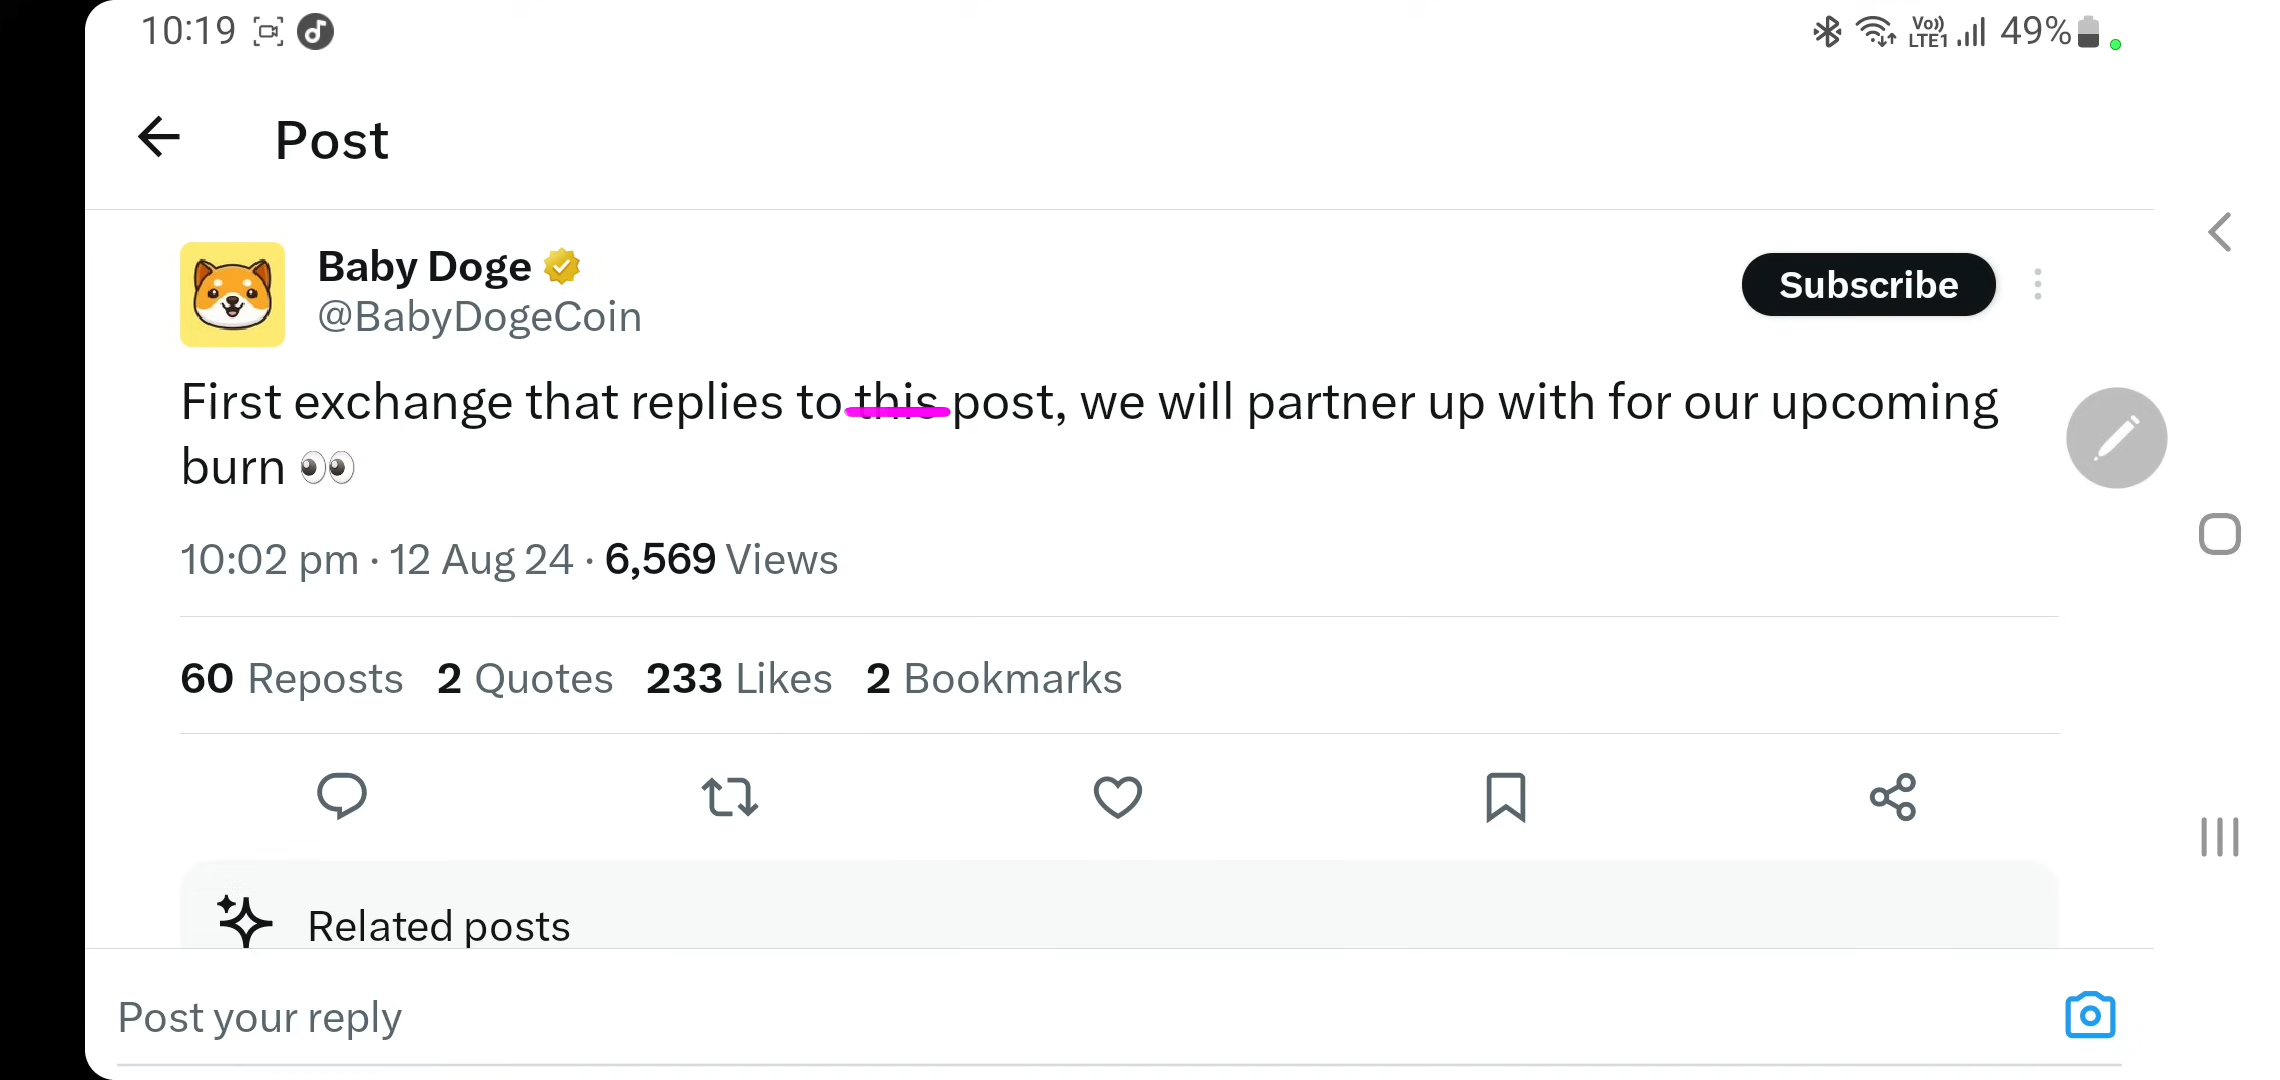 10:19
Vo)) LTE1 49%
Post
Baby Doge
@BabyDogeCoin
Subscribe
First exchange that replies to this post, we will partner up with for our upcoming
burn 👀
10:02 pm · 12 Aug 24 · 6,569 Views
60 Reposts 2 Quotes 233 Likes 2 Bookmarks
Related posts
Post your reply